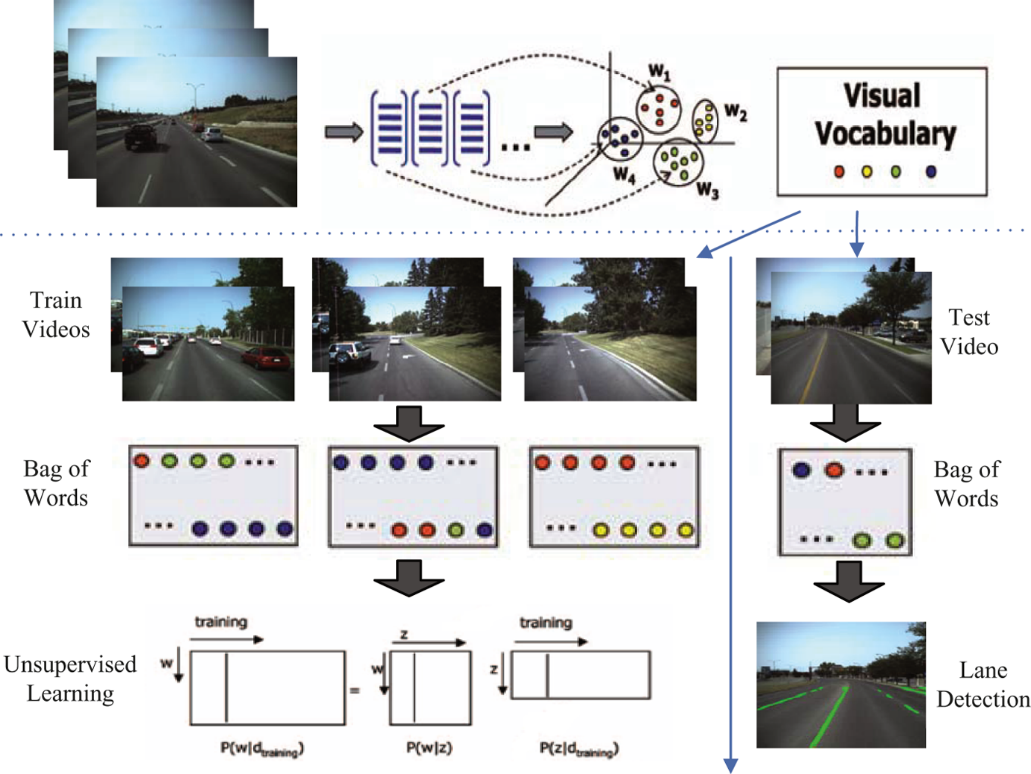 W1
W2
W3
W4
...
Visual
Vocabulary
Train
Videos
Test
Video
Bag of
Words
...
...
...
...
...
...
Bag of
Words
...
...
Unsupervised
Learning
training
w
=
z
w
training
z
P(w|dtraining)
P(w|z)
P(z|dtraining)
Lane
Detection